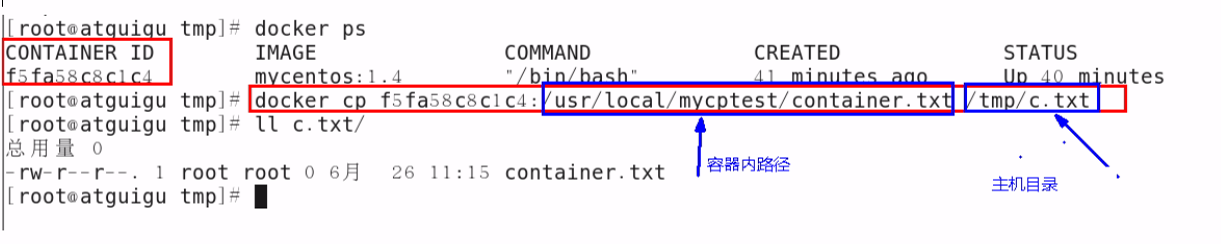 [root@atguigu tmp]# docker ps
CONTAINER ID IMAGE COMMAND CREATED STATUS
f5fa58c8c1c4 mycentos:1.4 "/bin/bash" 41 minutes ago Up 40 minutes
[root@atguigu tmp]# docker cp f5fa58c8c1c4:/usr/local/mycptest/container.txt /tmp/c.txt
[root@atguigu tmp]# ll c.txt/
总用量 0
-rw-r--r--. 1 root root 0 6月 26 11:15 container.txt
[root@atguigu tmp]#
容器内路径
主机目录